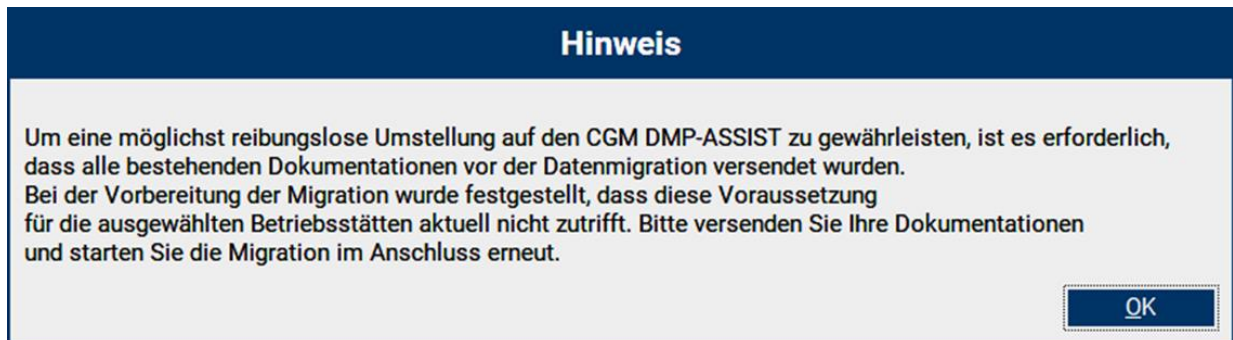 Hinweis
Um eine möglichst reibungslose Umstellung auf den CGM DMP-ASSIST zu gewährleisten, ist es erforderlich,
dass alle bestehenden Dokumentationen vor der Datenmigration versendet wurden.
Bei der Vorbereitung der Migration wurde festgestellt, dass diese Voraussetzung
für die ausgewählten Betriebsstätten aktuell nicht zutrifft. Bitte versenden Sie Ihre Dokumentationen
und starten Sie die Migration im Anschluss erneut.
OK